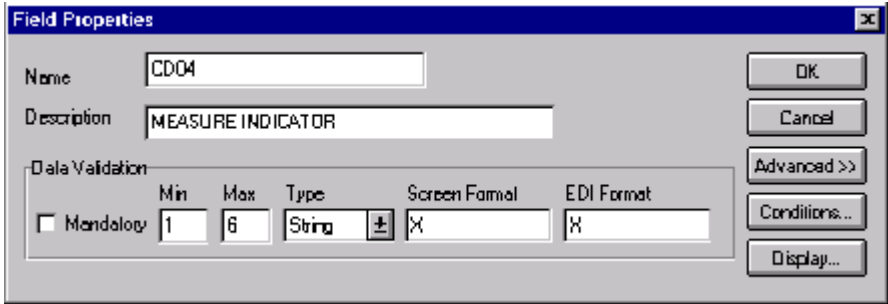 Field Properties
Name CD04
Description MEASURE INDICATOR
Data Validation
Min Max Type Screen Format EDI Format
Mandatory 1 6 String X X
OK
Cancel
Advanced >>
Conditions...
Display...